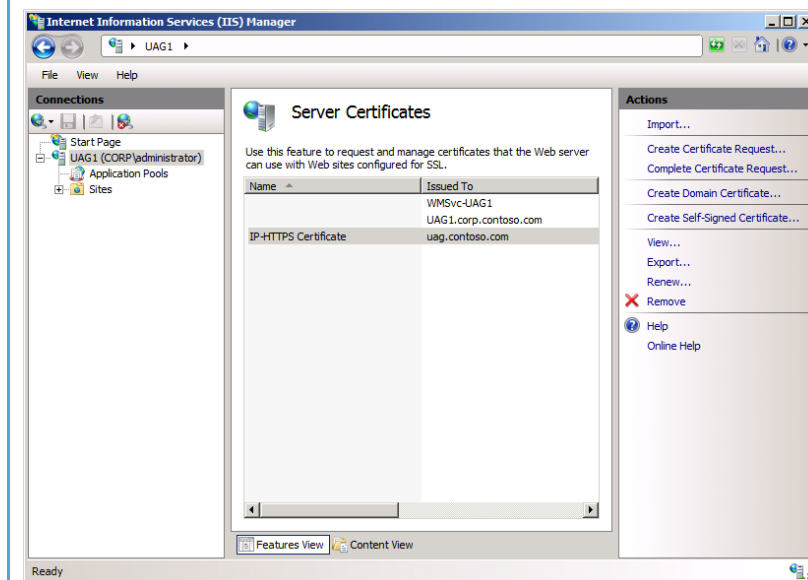 Internet Information Services (IIS) Manager
UAG1
File View Help
Connections
Start Page
UAG1 (CORP\administrator)
Application Pools
Sites
Server Certificates
Use this feature to request and manage certificates that the Web server
can use with Web sites configured for SSL.
Name Issued To
WMSvc-UAG1
UAG1.corp.contoso.com
IP-HTTPS Certificate uag.contoso.com
Features View Content View
Actions
Import...
Create Certificate Request...
Complete Certificate Request...
Create Domain Certificate...
Create Self-Signed Certificate...
View...
Export...
Renew...
Remove
Help
Online Help
Ready